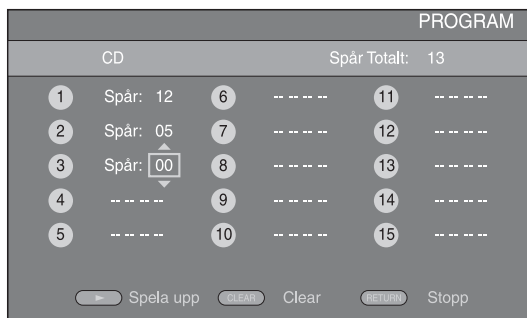 PROGRAM
CD Spår Totalt: 13
1 Spår: 12 6 -- -- -- -- 11 -- -- -- --
2 Spår: 05 7 -- -- -- -- 12 -- -- -- --
3 Spår: 00 8 -- -- -- -- 13 -- -- -- --
4 -- -- -- -- 9 -- -- -- -- 14 -- -- -- --
5 -- -- -- -- 10 -- -- -- -- 15 -- -- -- --
Spela upp CLEAR Clear RETURN Stopp